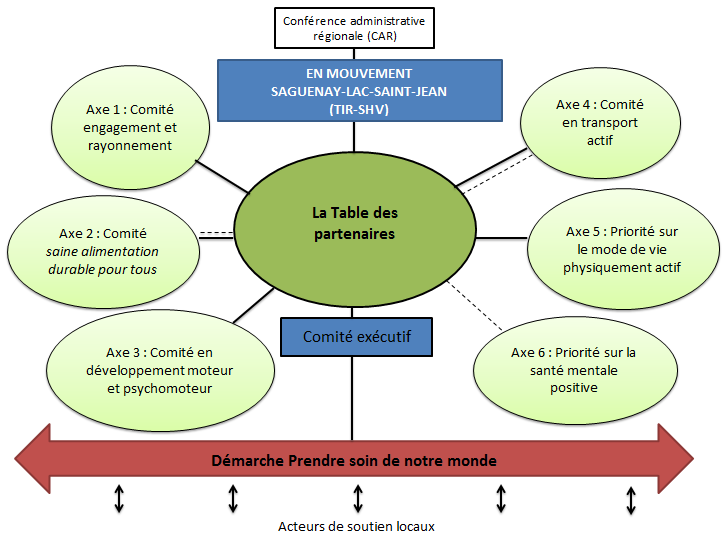 Conférence administrative
régionale (CAR)
EN MOUVEMENT
SAGUENAY-LAC-SAINT-JEAN
(TIR-SHV)
Axe 1 : Comité
engagement et
rayonnement
Axe 4 : Comité
en transport
actif
La Table des
partenaires
Axe 2 : Comité
saine alimentation
durable pour tous
Axe 5 : Priorité sur
le mode de vie
physiquement actif
Comité exécutif
Axe 3 : Comité en
développement moteur
et psychomoteur
Axe 6 : Priorité sur la
santé mentale
positive
Démarche Prendre soin de notre monde
Acteurs de soutien locaux